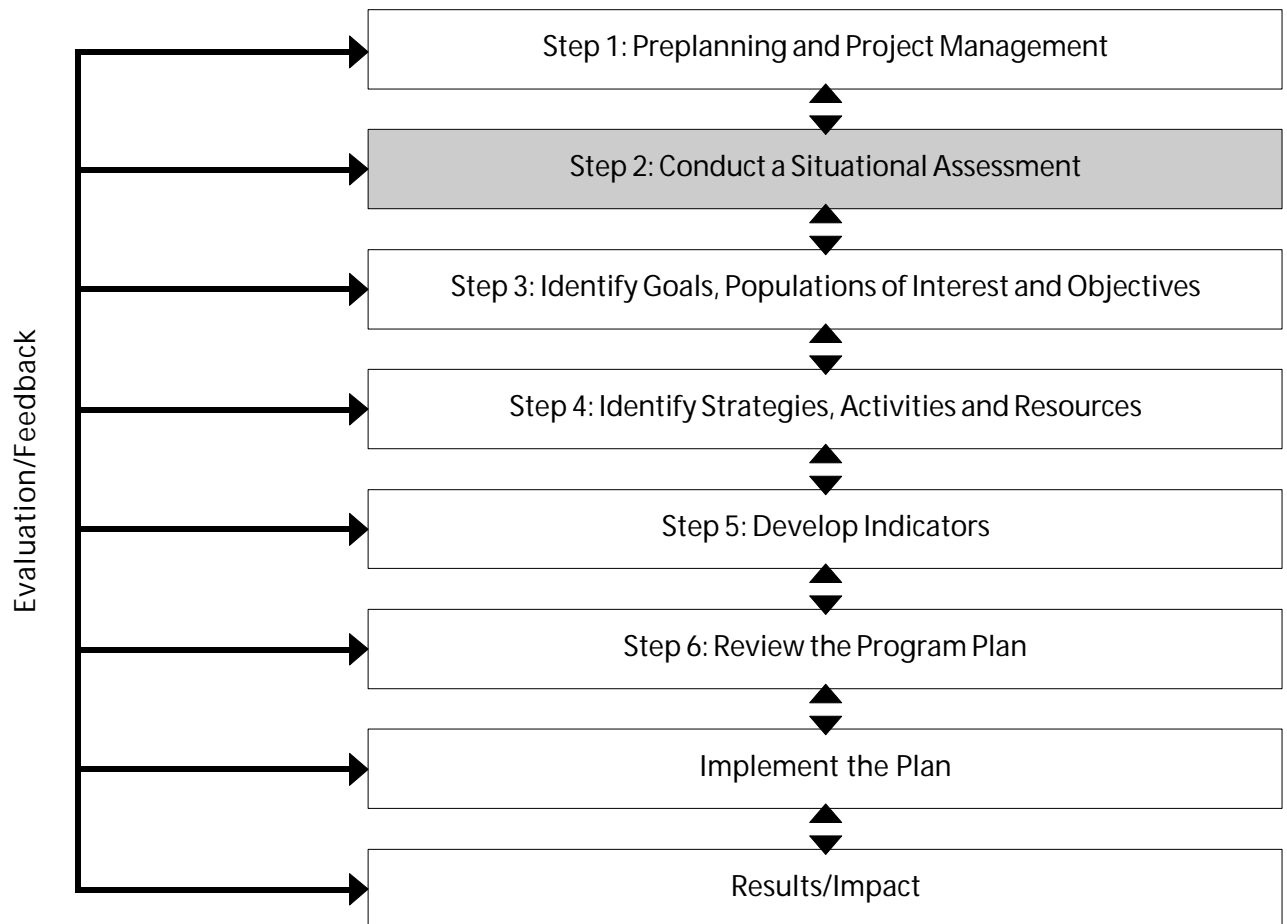 Step 1: Preplanning and Project Management
Step 2: Conduct a Situational Assessment
Step 3: Identify Goals, Populations of Interest and Objectives
Step 4: Identify Strategies, Activities and Resources
Step 5: Develop Indicators
Step 6: Review the Program Plan
Implement the Plan
Results/Impact
Evaluation/Feedback